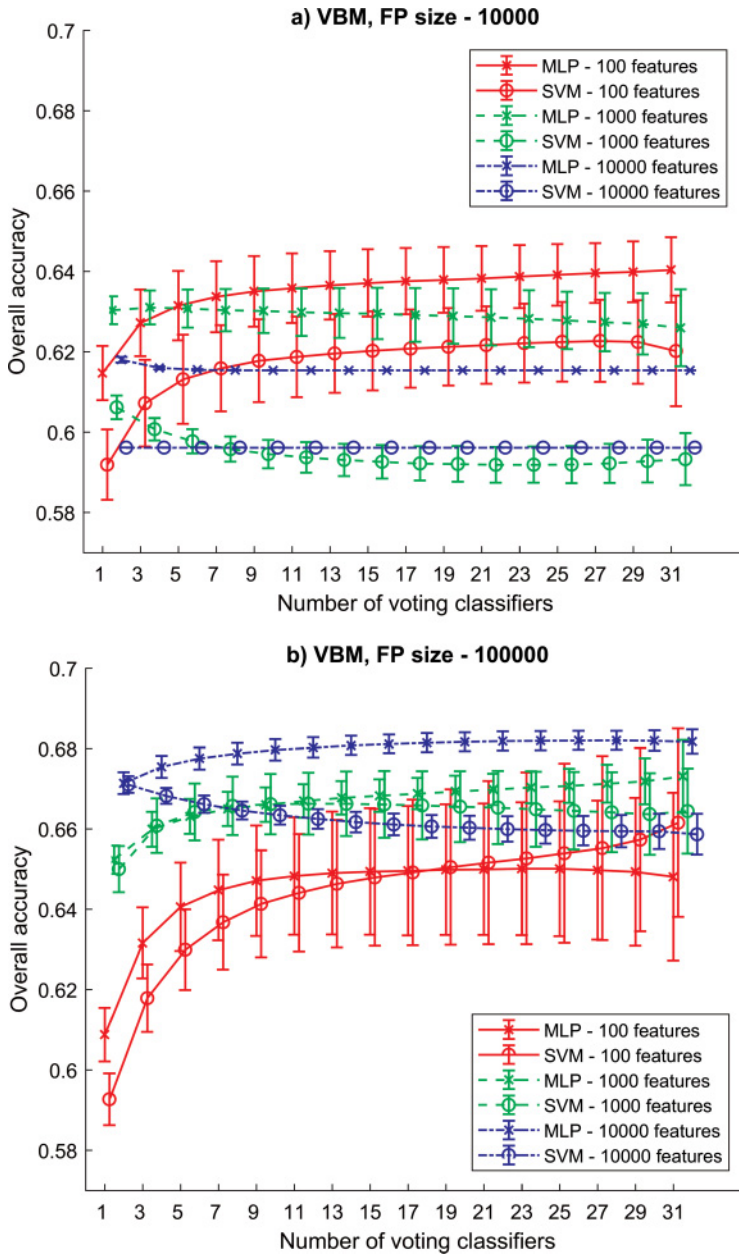 a) VBM, FP size - 10000
0.7
0.68
0.66
0.64
0.62
0.6
0.58
Overall accuracy
MLP - 100 features
SVM - 100 features
MLP - 1000 features
SVM - 1000 features
MLP - 10000 features
SVM - 10000 features
1 3 5 7 9 11 13 15 17 19 21 23 25 27 29 31
Number of voting classifiers
b) VBM, FP size - 100000
0.7
0.68
0.66
0.64
0.62
0.6
0.58
Overall accuracy
MLP - 100 features
SVM - 100 features
MLP - 1000 features
SVM - 1000 features
MLP - 10000 features
SVM - 10000 features
1 3 5 7 9 11 13 15 17 19 21 23 25 27 29 31
Number of voting classifiers